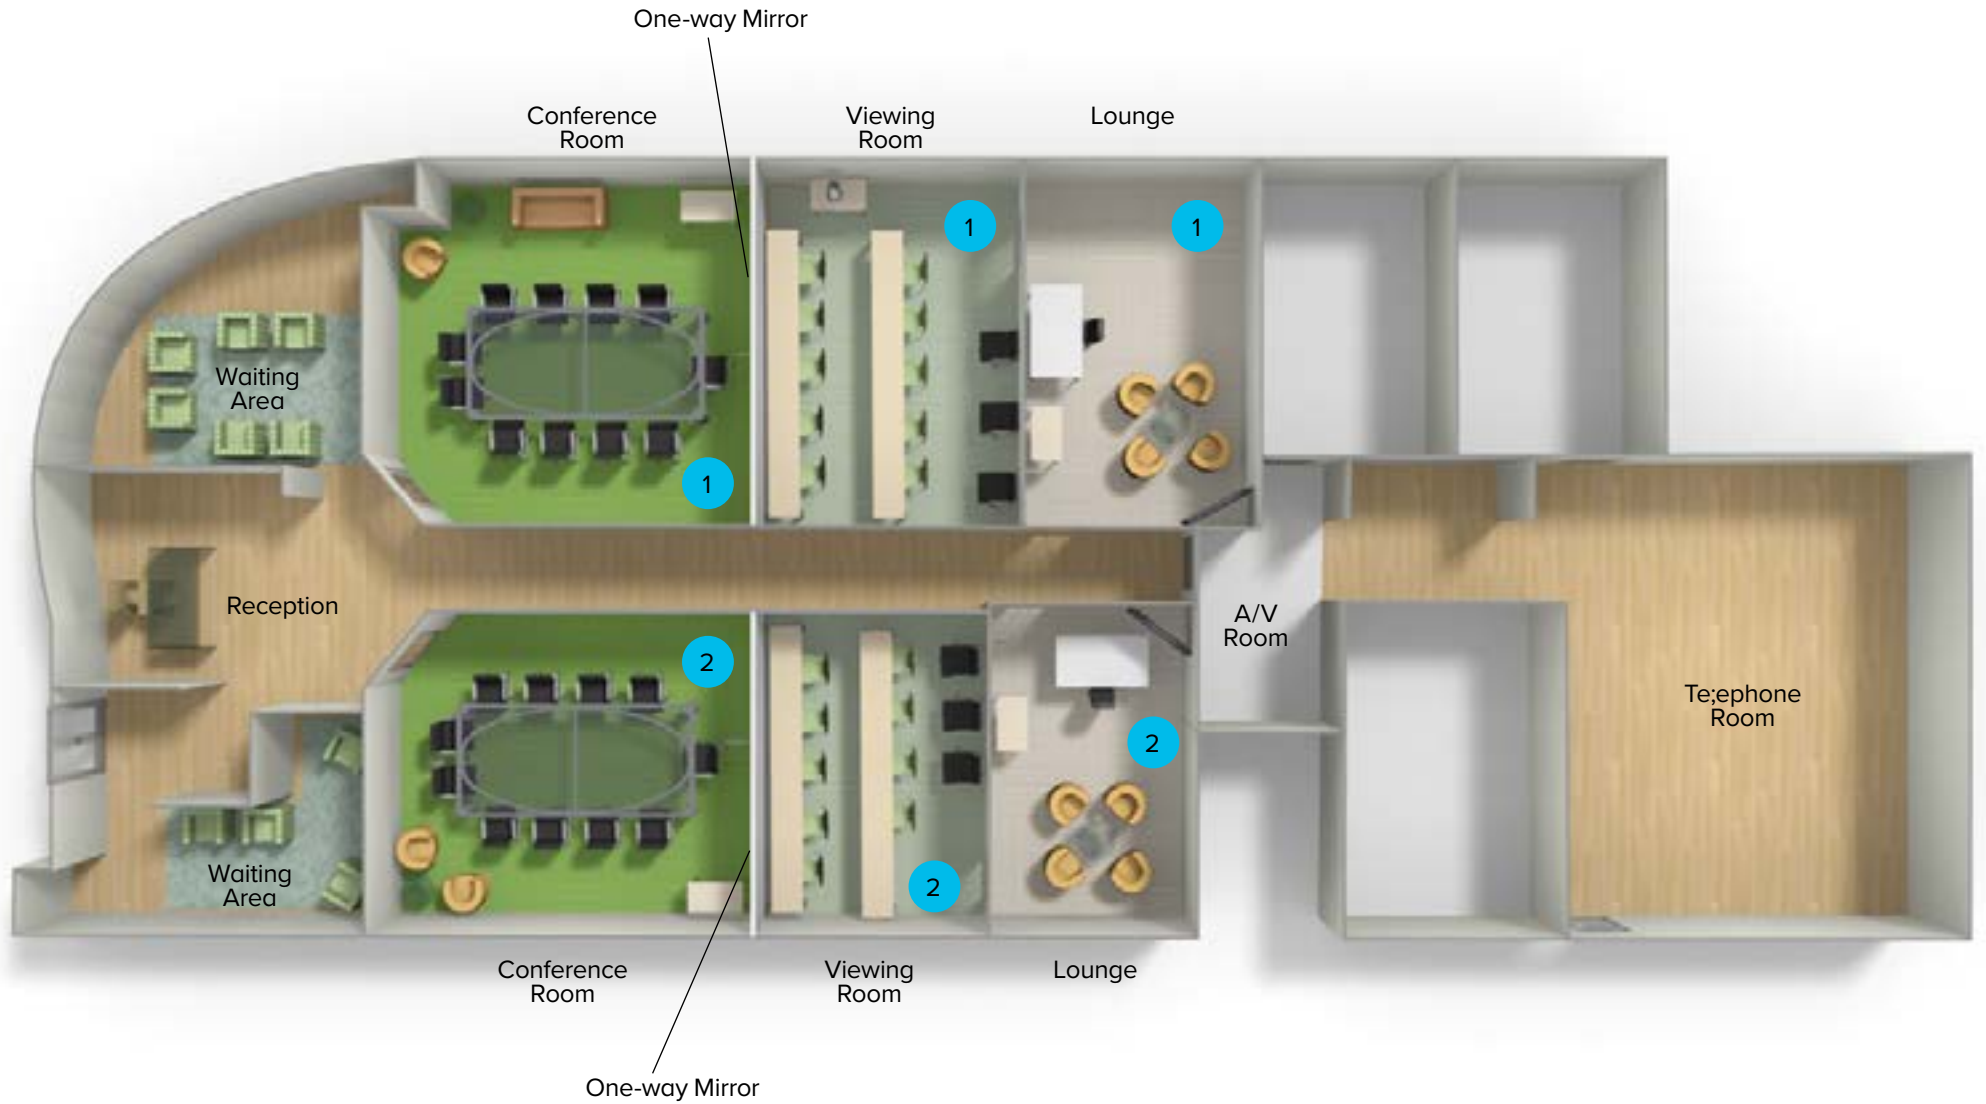 One-way Mirror
Conference
Room
Viewing
Room
Lounge
1
1
Waiting
Area
1
Reception
2
A/V
Room
Te;ephone
Room
2
Waiting
Area
2
Conference
Room
Viewing
Room
Lounge
One-way Mirror